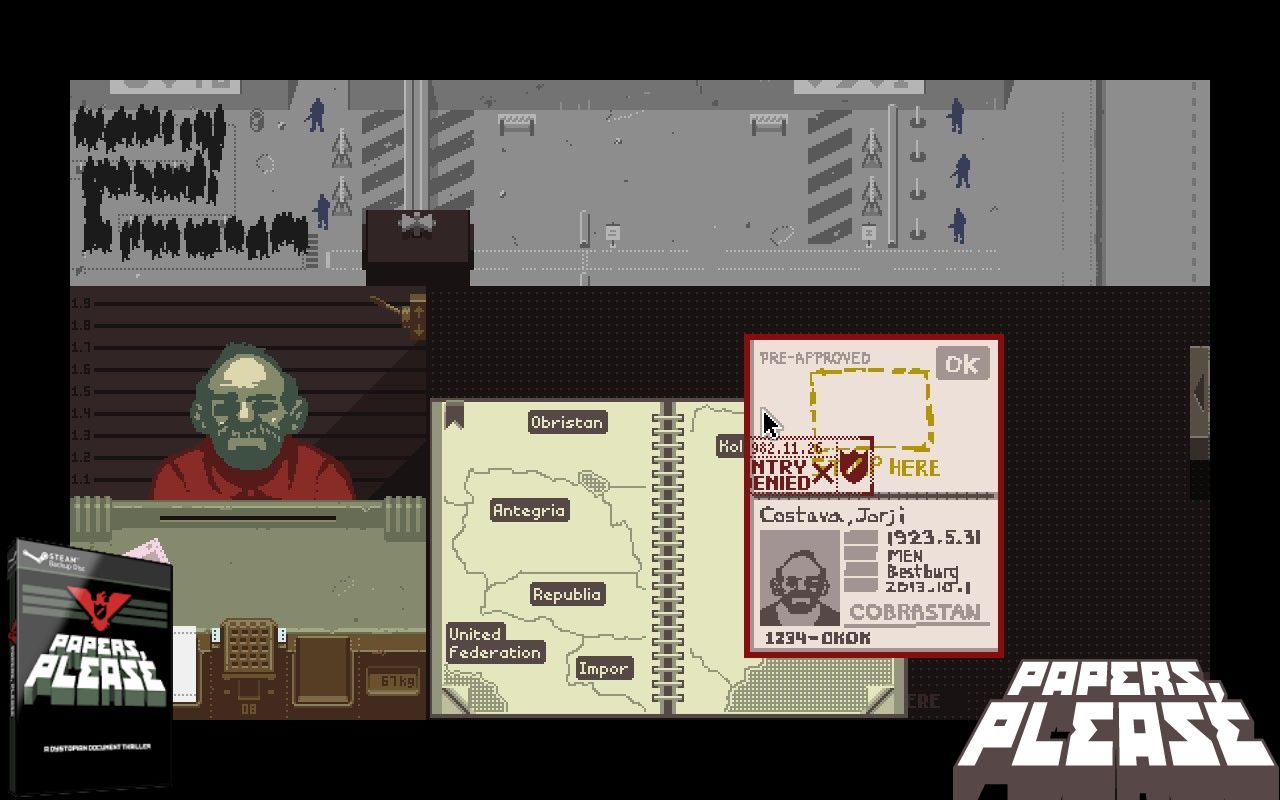 1.9
1.8
1.7
1.6
1.5
1.4
1.3
1.2
1.1
Obristan
Antegria
Republia
United
Federation
Impor
Kol
PRE-APPROVED
OK
HERE
982.11.26
NTRY
ENIED
Costava, Jorji
1923.5.31
MEN
Bestburg
2013.10.1
COBRASTAN
1234-OKOK
67kg
08
ERE
STEAM
Backup Disc
PAPERS,
PLEASE
A DYSTOPIAN DOCUMENT THRILLER
PAPERS,
PLEASE